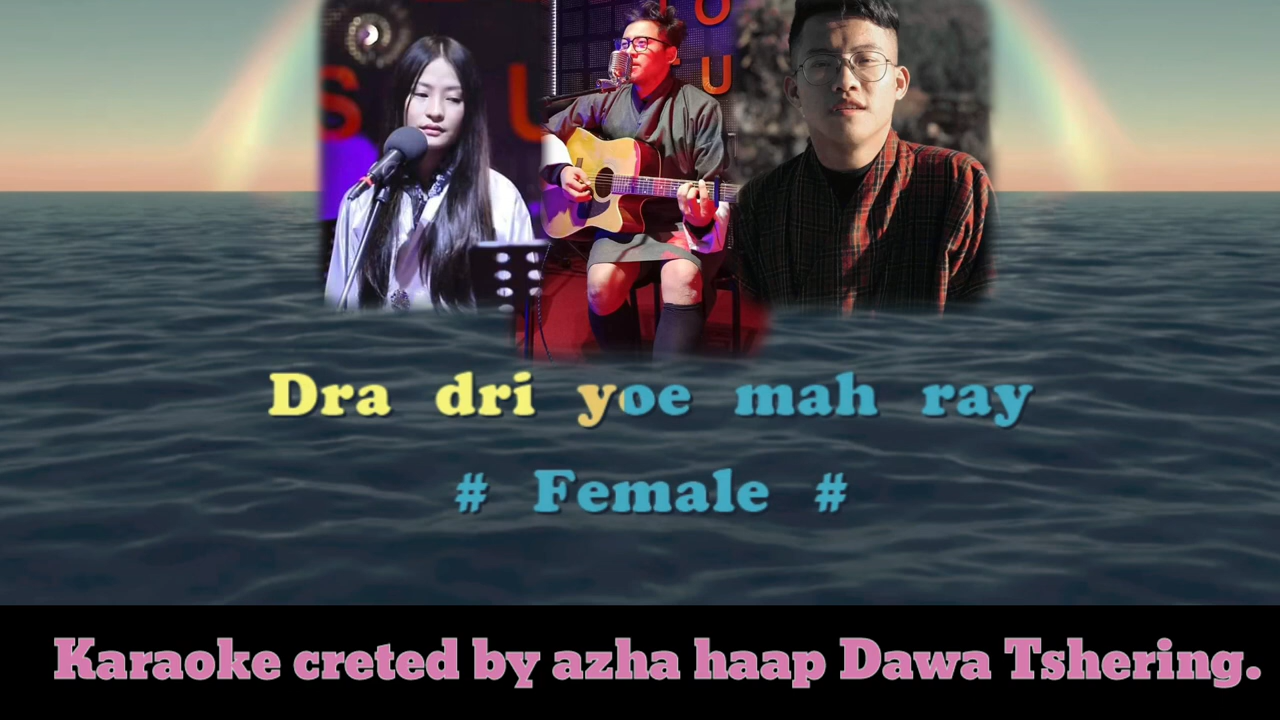 O
S U U
Dra dri yoe mah ray
# Female #
Karaoke creted by azha haap Dawa Tshering.